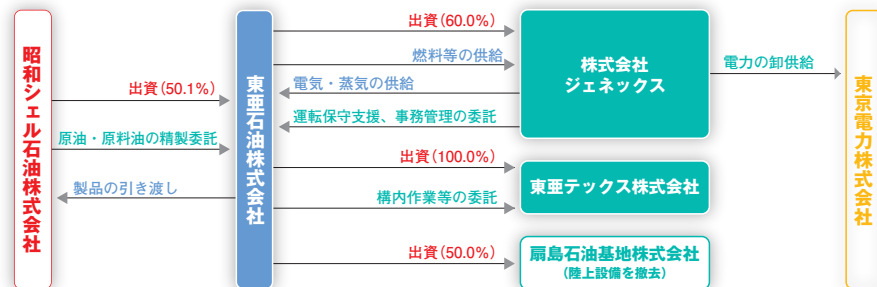 昭和シェル石油株式会社
出資(50.1%)
原油・原料油の精製委託
製品の引き渡し
東亜石油株式会社
出資(60.0%)
燃料等の供給
電気・蒸気の供給
運転保守支援、事務管理の委託
株式会社
ジェネックス
電力の卸供給
東京電力株式会社
出資(100.0%)
構内作業等の委託
東亜テックス株式会社
出資(50.0%)
扇島石油基地株式会社
(陸上設備を撤去)